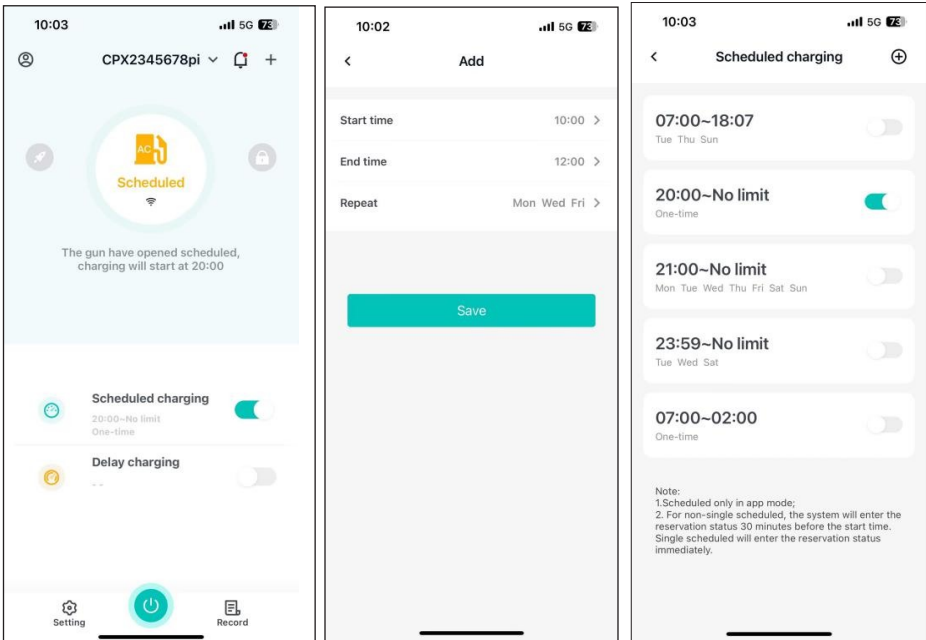 10:03
5G 73
CPX2345678pi
AC
Scheduled
The gun have opened scheduled,
charging will start at 20:00
Scheduled charging
20:00~No limit
One-time
Delay charging
- -
Setting
Record
10:02
5G 73
Add
Start time 10:00
End time 12:00
Repeat Mon Wed Fri
Save
10:03
5G 73
Scheduled charging
07:00~18:07
Tue Thu Sun
20:00~No limit
One-time
21:00~No limit
Mon Tue Wed Thu Fri Sat Sun
23:59~No limit
Tue Wed Sat
07:00~02:00
One-time
Note:
1.Scheduled only in app mode;
2. For non-single scheduled, the system will enter the
reservation status 30 minutes before the start time.
Single scheduled will enter the reservation status
immediately.